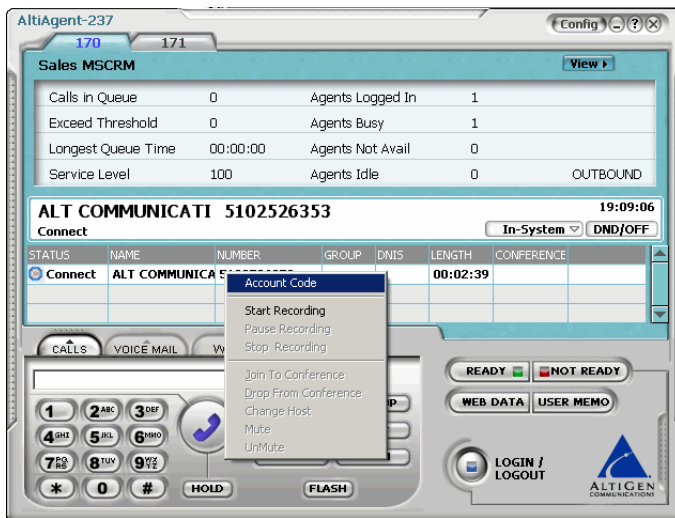 AltiAgent-237
Config
170 171
Sales MSCRM View
Calls in Queue 0 Agents Logged In 1
Exceed Threshold 0 Agents Busy 1
Longest Queue Time 00:00:00 Agents Not Avail 0
Service Level 100 Agents Idle 0 OUTBOUND
ALT COMMUNICATI 5102526353 19:09:06
Connect In-System DND/OFF
STATUS NAME NUMBER GROUP DNIS LENGTH CONFERENCE
Connect ALT COMMUNICA 00:02:39
Account Code
Start Recording
Pause Recording
Stop Recording
Join To Conference
Drop From Conference
Change Host
Mute
UnMute
CALLS VOICE MAIL
READY NOT READY
WEB DATA USER MEMO
1 2 ABC 3 DEF
4 GHI 5 JKL 6 MNO
7 PQRS 8 TUV 9 WXYZ
* 0 # HOLD FLASH
LOGIN /
LOGOUT
ALTIGEN
COMMUNICATIONS